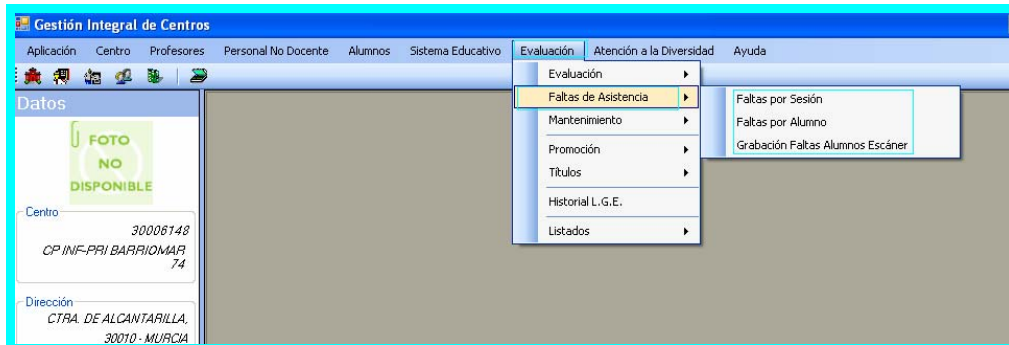 Gestión Integral de Centros
Aplicación Centro Profesores Personal No Docente Alumnos Sistema Educativo Evaluación Atención a la Diversidad Ayuda
Datos
FOTO
NO
DISPONIBLE
Centro
30006148
CP INF-PRI BARRIOMAR
74
Dirección
CTRA. DE ALCANTARILLA,
30010 - MURCIA
Evaluación
Faltas de Asistencia
Mantenimiento
Promoción
Títulos
Historial L.G.E.
Listados
Faltas por Sesión
Faltas por Alumno
Grabación Faltas Alumnos Escáner